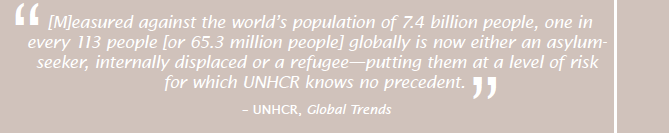 “ [M]easured against the world’s population of 7.4 billion people, one in
every 113 people [or 65.3 million people] globally is now either an asylum-
seeker, internally displaced or a refugee—putting them at a level of risk
for which UNHCR knows no precedent. ”
– UNHCR, Global Trends